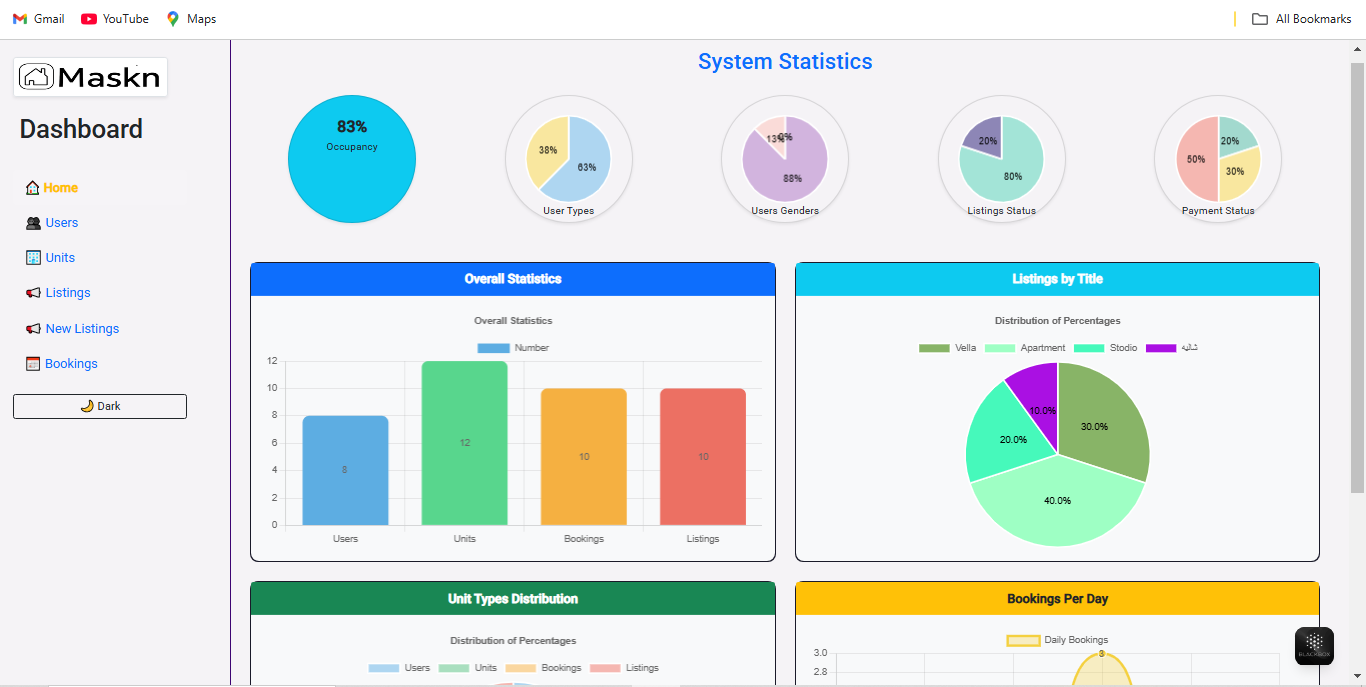 Gmail YouTube Maps All Bookmarks
Maskn
Dashboard
Home
Users
Units
Listings
New Listings
Bookings
Dark
System Statistics
83%
Occupancy
38%
63%
User Types
13%
0%
88%
Users Genders
20%
80%
Listings Status
50%
20%
30%
Payment Status
Overall Statistics
Overall Statistics
Number
12
10
8
6
4
2
0
8
12
10
10
Users Units Bookings Listings
Listings by Title
Distribution of Percentages
Vella Apartment Stodio شاليه
10.0%
30.0%
20.0%
40.0%
Unit Types Distribution
Distribution of Percentages
Users Units Bookings Listings
Bookings Per Day
Daily Bookings
3.0
3
2.8
BLACKBOX